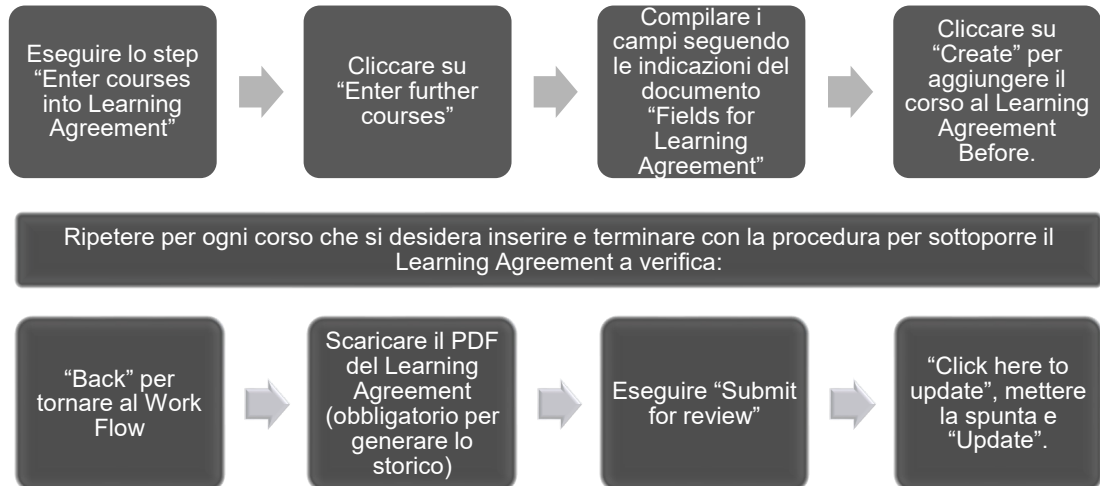 Eseguire lo step
“Enter courses
into Learning
Agreement”
Cliccare su
“Enter further
courses”
Compilare i
campi seguendo
le indicazioni del
documento
“Fields for
Learning
Agreement”
Cliccare su
“Create” per
aggiungere il
corso al Learning
Agreement
Before.
Ripetere per ogni corso che si desidera inserire e terminare con la procedura per sottoporre il
Learning Agreement a verifica:
“Back” per
tornare al Work
Flow
Scaricare il PDF
del Learning
Agreement
(obbligatorio per
generare lo
storico)
Eseguire “Submit
for review”
“Click here to
update”, mettere
la spunta e
“Update”.